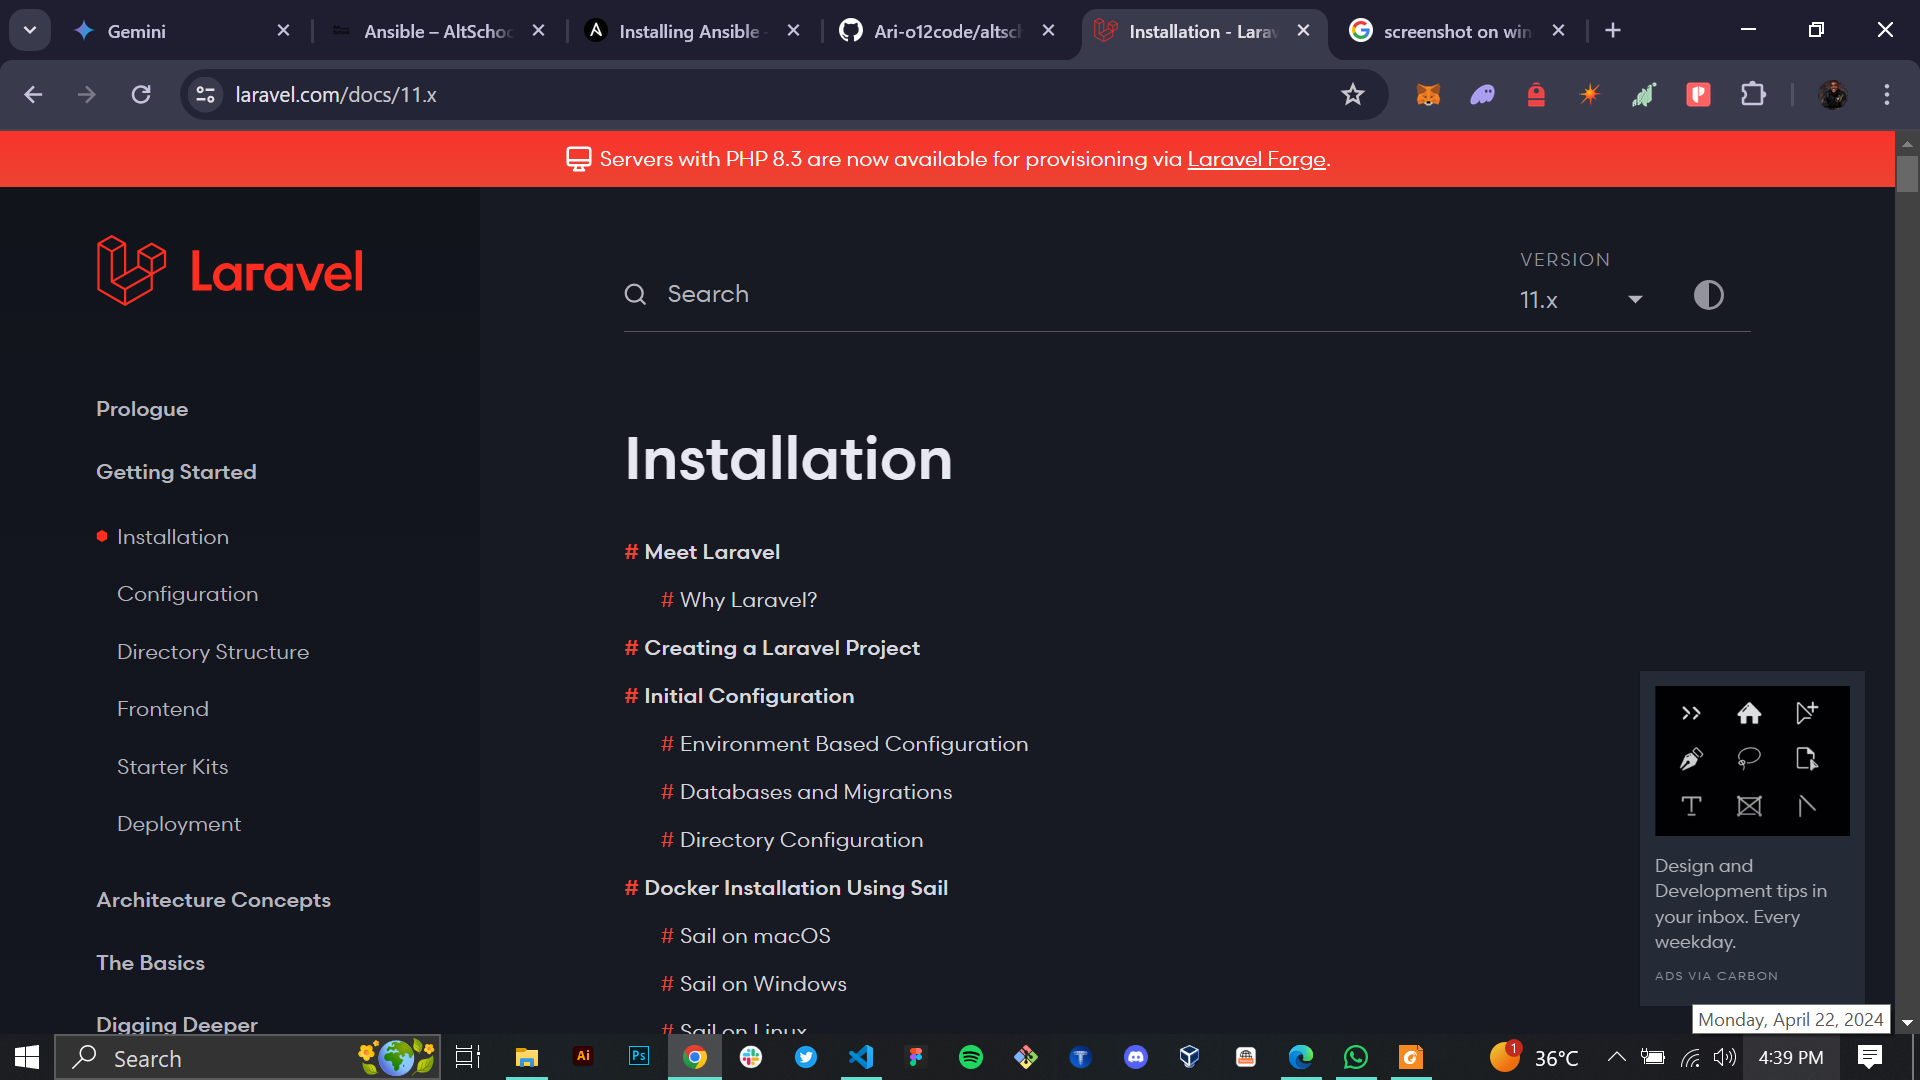 Gemini
Ansible – AltSchoo
Installing Ansible
Ari-o12code/altsch
Installation - Larav
screenshot on win
laravel.com/docs/11.x
Servers with PHP 8.3 are now available for provisioning via Laravel Forge.
Laravel
Search
VERSION
11.x
Prologue
Getting Started
Installation
Configuration
Directory Structure
Frontend
Starter Kits
Deployment
Architecture Concepts
The Basics
Digging Deeper
Installation
# Meet Laravel
# Why Laravel?
# Creating a Laravel Project
# Initial Configuration
# Environment Based Configuration
# Databases and Migrations
# Directory Configuration
# Docker Installation Using Sail
# Sail on macOS
# Sail on Windows
# Sail on Linux
Design and
Development tips in
your inbox. Every
weekday.
ADS VIA CARBON
Monday, April 22, 2024
Search
Ai
Ps
1
36°C
4:39 PM